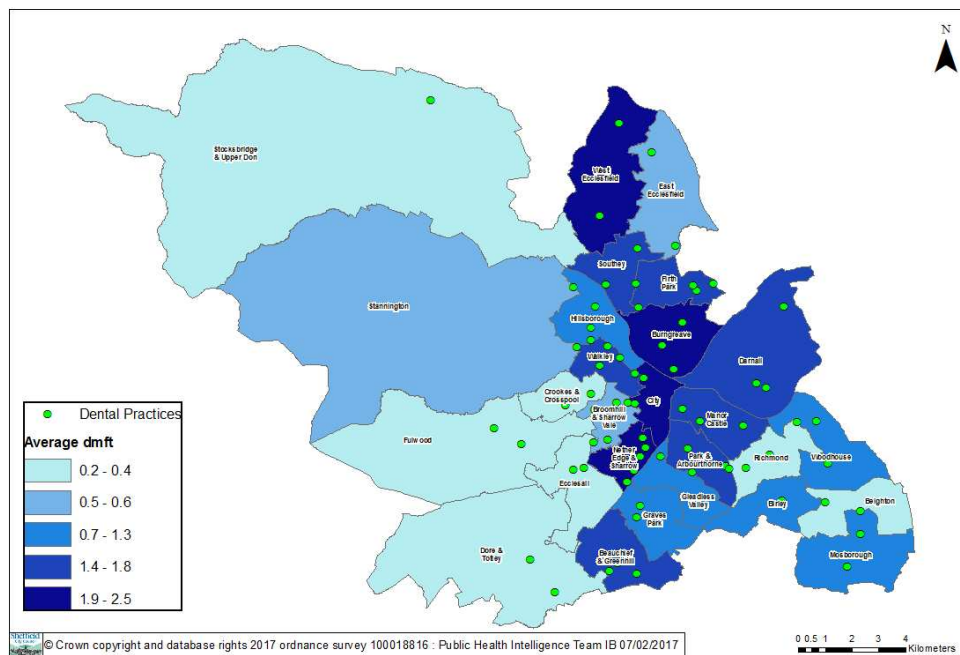 N
Stocksbridge
& Upper Don
West
Ecclesfield
East
Ecclesfield
Southey
Firth
Park
Stannington
Hillsborough
Burngreave
Darnall
Walkley
Crookes &
Crosspool
City
Broomhill
& Sharrow
Vale
Manor
Castle
Fulwood
Nether
Edge &
Sharrow
Park &
Arbourthorne
Richmond
Woodhouse
Ecclesall
Gleadless
Valley
Birley
Beighton
Graves
Park
Dore &
Totley
Beauchief
& Greenhill
Mosborough
Dental Practices
Average dmft
0.2 - 0.4
0.5 - 0.6
0.7 - 1.3
1.4 - 1.8
1.9 - 2.5
Sheffield
© Crown copyright and database rights 2017 ordnance survey 100018816 : Public Health Intelligence Team IB 07/02/2017
0 0.5 1 2 3 4
Kilometers